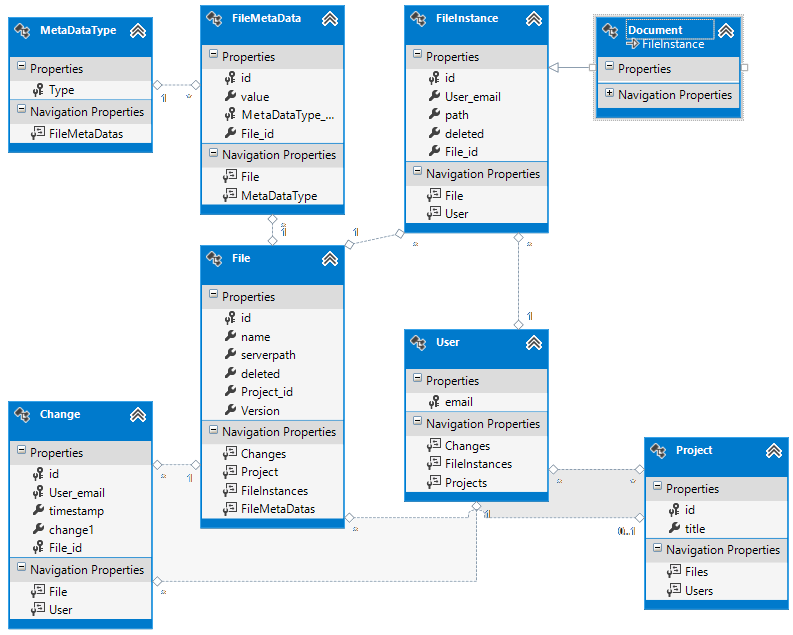 MetaDataType
Properties
Type
Navigation Properties
FileMetaDatas
FileMetaData
Properties
id
value
MetaDataType_...
File_id
Navigation Properties
File
MetaDataType
FileInstance
Properties
id
User_email
path
deleted
File_id
Navigation Properties
File
User
Document
FileInstance
Properties
Navigation Properties
1
*
*
1
1
*
*
1
File
Properties
id
name
serverpath
deleted
Project_id
Version
Navigation Properties
Changes
Project
FileInstances
FileMetaDatas
User
Properties
email
Navigation Properties
Changes
FileInstances
Projects
Change
Properties
id
User_email
timestamp
change1
File_id
Navigation Properties
File
User
Project
Properties
id
title
Navigation Properties
Files
Users
*
1
*
*
*
0..1
1
*